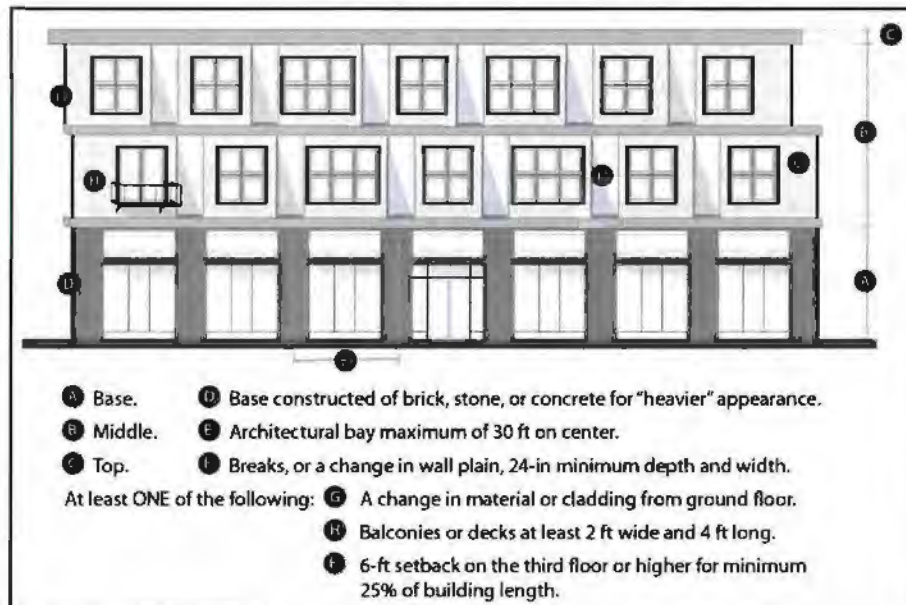 C
B
G
H
D
A
A Base. D Base constructed of brick, stone, or concrete for "heavier" appearance.
B Middle. E Architectural bay maximum of 30 ft on center.
C Top. F Breaks, or a change in wall plain, 24-in minimum depth and width.
At least ONE of the following: G A change in material or cladding from ground floor.
H Balconies or decks at least 2 ft wide and 4 ft long.
6-ft setback on the third floor or higher for minimum
25% of building length.